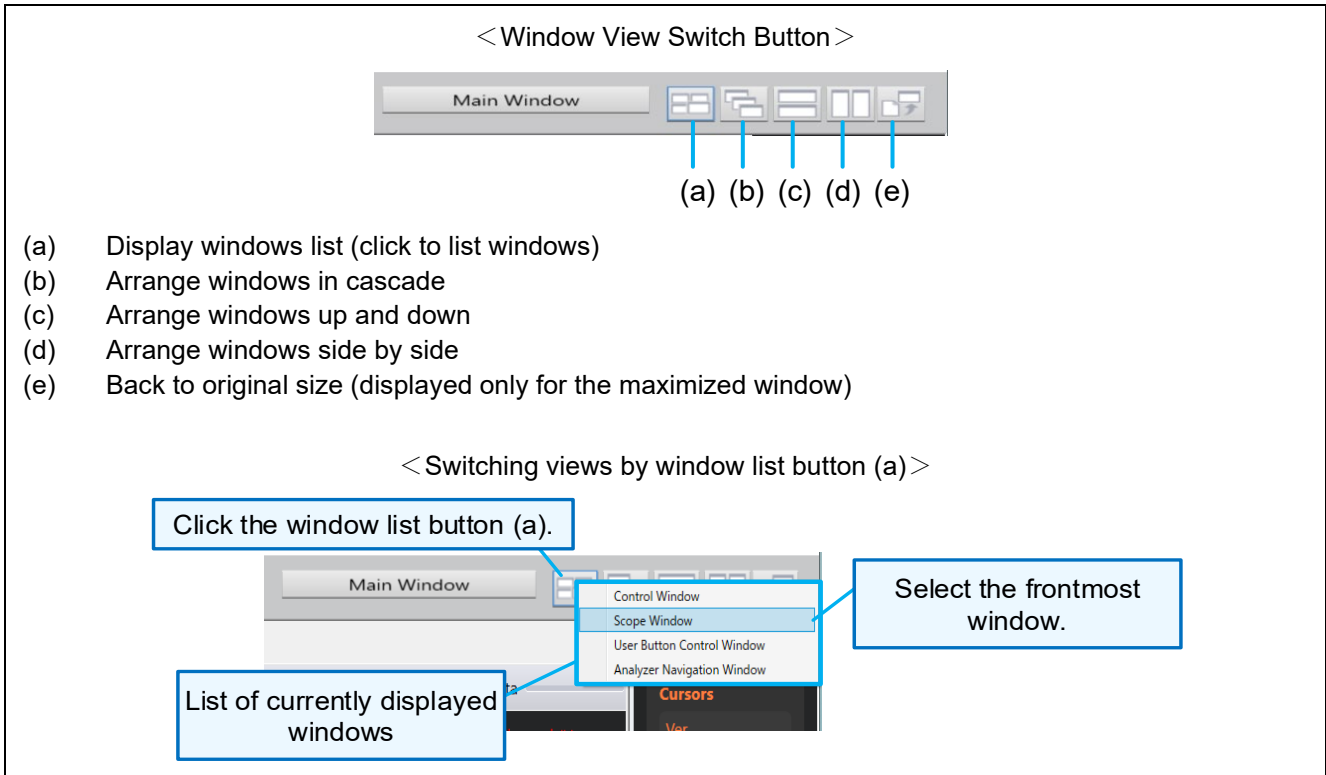 ＜Window View Switch Button＞
Main Window
(a) (b) (c) (d) (e)
(a) Display windows list (click to list windows)
(b) Arrange windows in cascade
(c) Arrange windows up and down
(d) Arrange windows side by side
(e) Back to original size (displayed only for the maximized window)
＜Switching views by window list button (a)＞
Click the window list button (a).
Main Window
Control Window
Scope Window
User Button Control Window
Analyzer Navigation Window
Select the frontmost
window.
List of currently displayed
windows
ta
Cursors
Ver